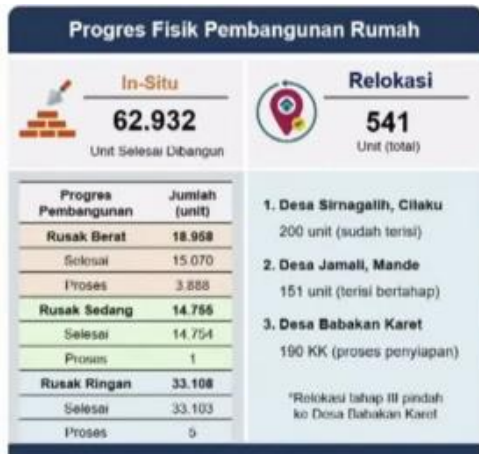 Progres Fisik Pembangunan Rumah
In-Situ
62.932
Unit Selesai Dibangun
Relokasi
541
Unit (total)
Progres Pembangunan Jumlah (unit)
Rusak Berat 18.958
Selesai 15.070
Proses 3.888
Rusak Sedang 14.755
Selesai 14.754
Proses 1
Rusak Ringan 33.108
Selesai 33.103
Proses 5
1. Desa Sirnagalih, Cilaku
200 unit (sudah terisi)
2. Desa Jamali, Mande
151 unit (terisi bertahap)
3. Desa Babakan Karet
190 KK (proses penyiapan)
*Relokasi tahap III pindah
ke Desa Babakan Karet